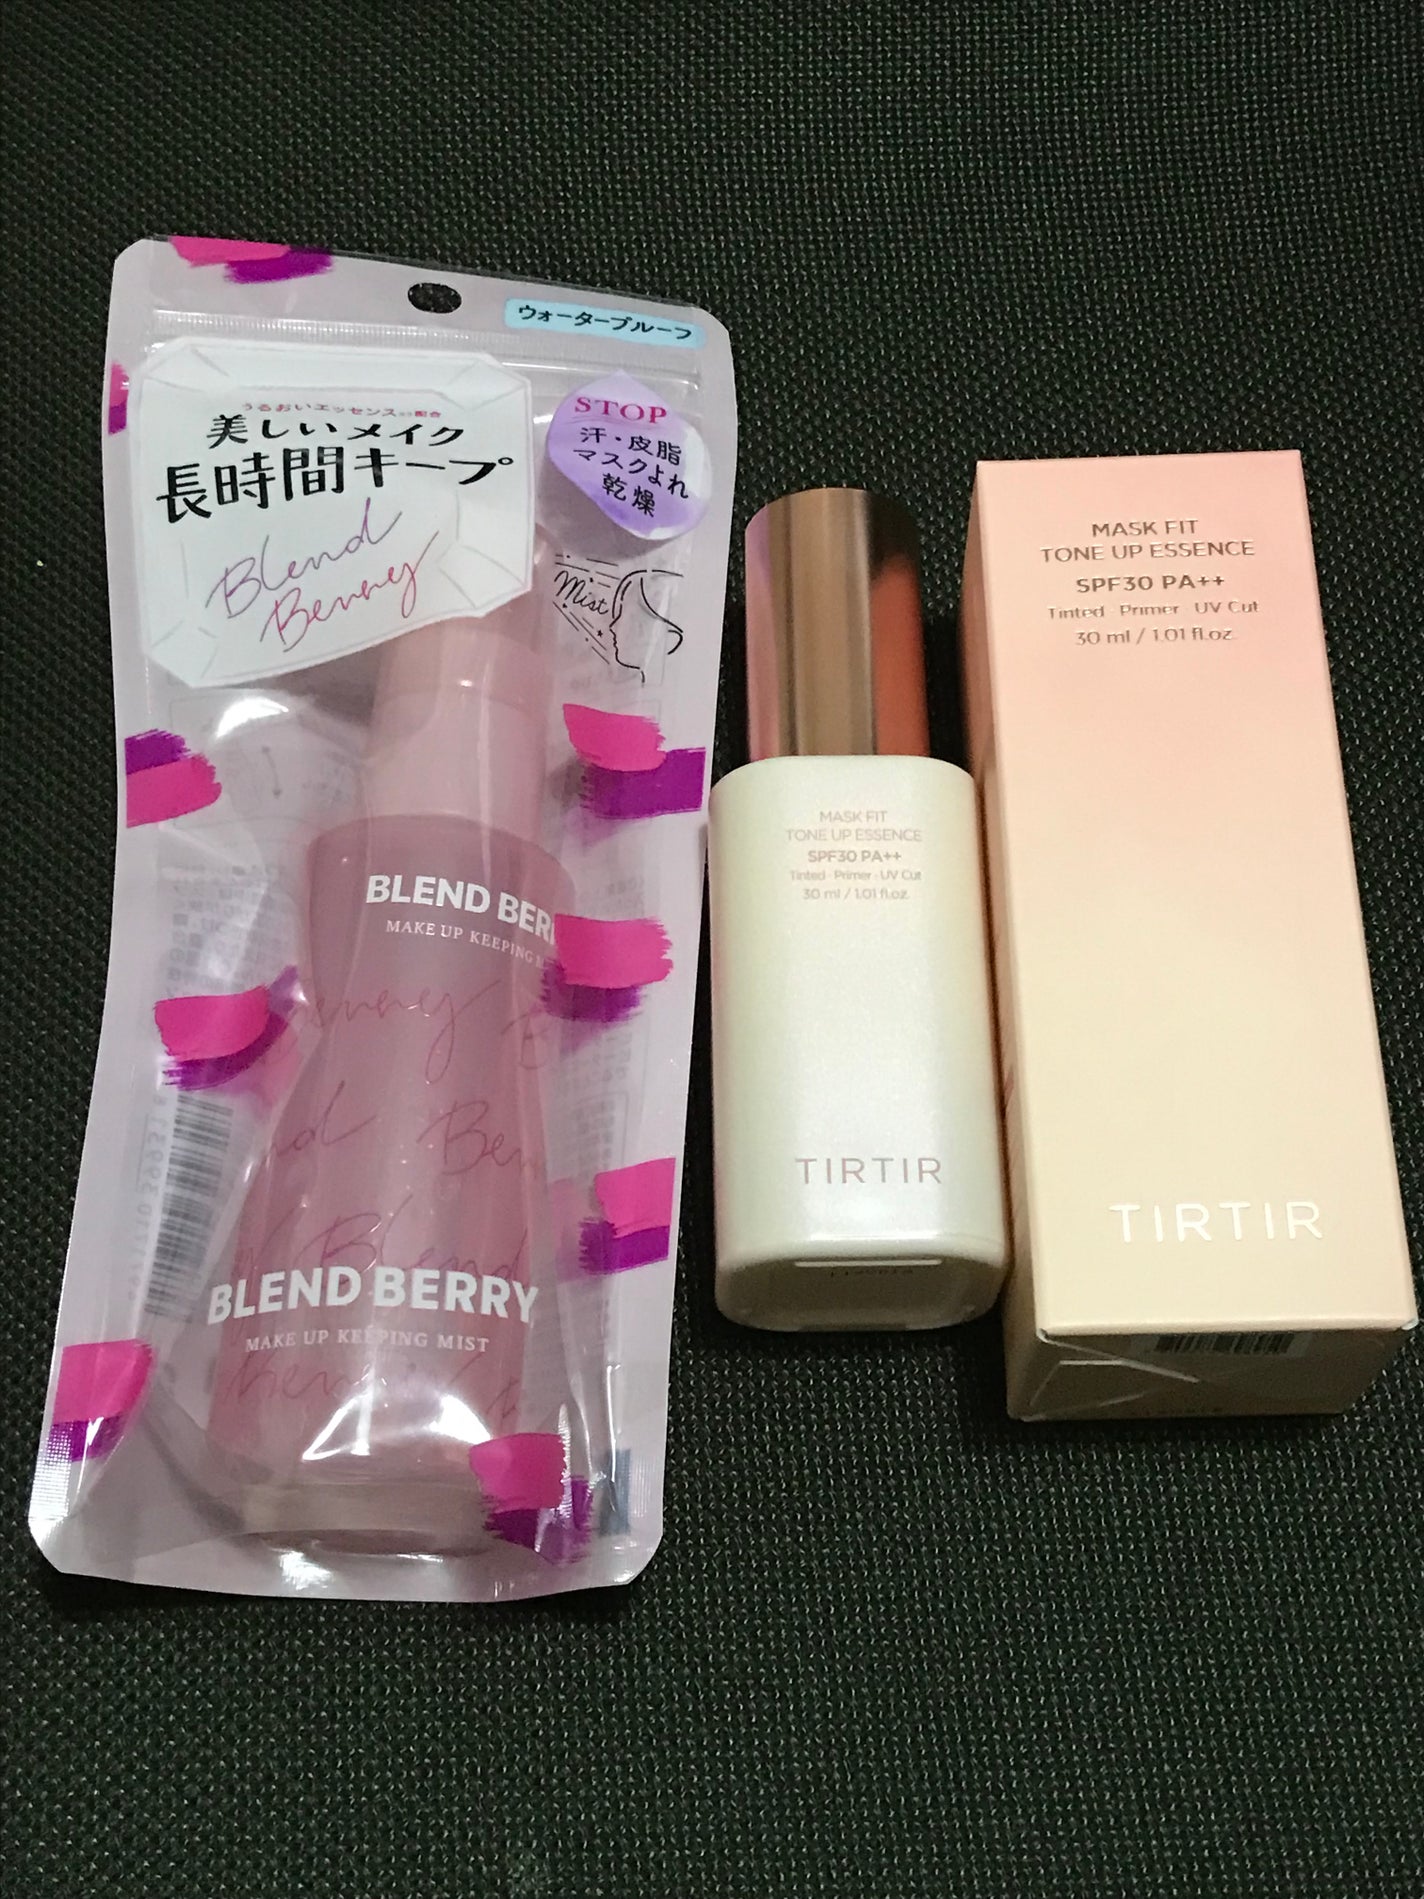 ウォータープルーフ
うるおいエッセンス配合
美しいメイク
長時間キープ
Blend
Berry
STOP
汗・皮脂
マスクよれ
乾燥
Mist
BLEND BER
MAKE UP KEEPING M
BLEND BERRY
MAKE UP KEEPING MIST
MASK FIT
TONE UP ESSENCE
SPF30 PA++
Tinted · Primer · UV Cut
30 ml / 1.01 fl.oz.
TIRTIR
MASK FIT
TONE UP ESSENCE
SPF30 PA++
Tinted · Primer · UV Cut
30 ml / 1.01 fl.oz.
TIRTIR